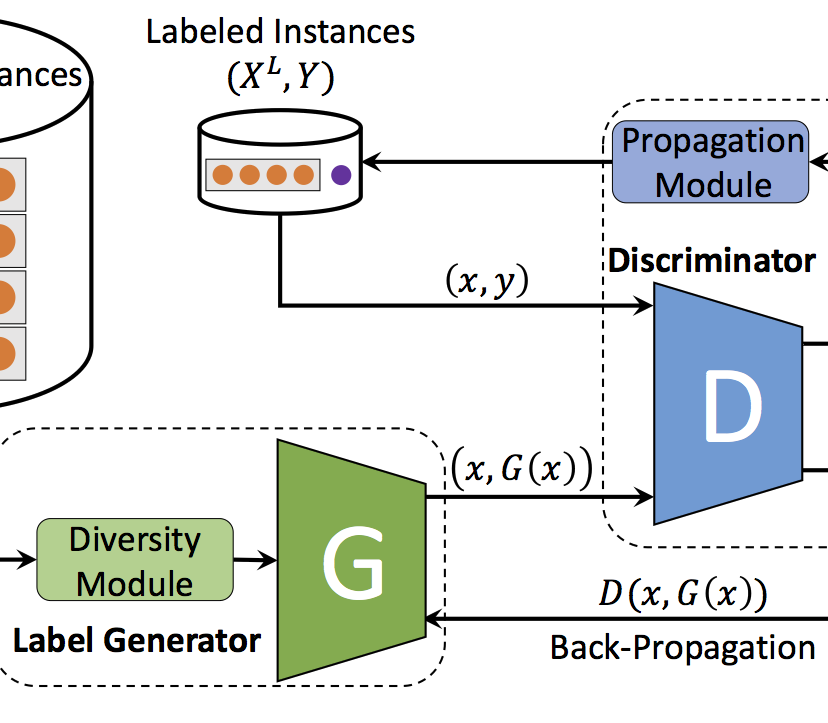 Labeled Instances
(X^L, Y)
ances
Propagation
Module
Discriminator
(x, y)
D
(x, G(x))
G
Diversity
Module
Label Generator
D(x, G(x))
Back-Propagation